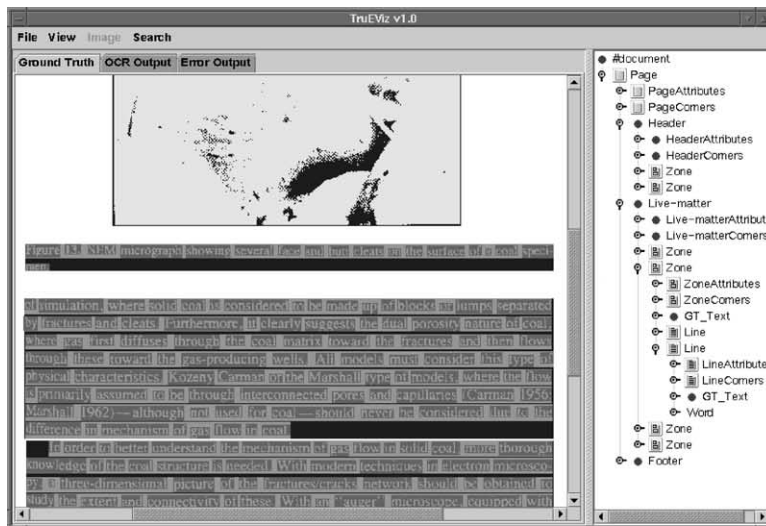 TruEViz v1.0
File View Image Search
Ground Truth OCR Output Error Output
Figure 13. SEM micrograph showing several face and butt cleats on the surface of a coal speci-
men.
of simulation, where solid coal is considered to be made up of blocks or lumps separated
by fractures and cleats. Furthermore, it clearly suggests the dual porosity nature of coal,
where gas first diffuses through the coal matrix toward the fractures and then flows
through these toward the gas-producing wells. All models must consider this type of
physical characteristics. Kozeny Carman or the Marshall type of models, where the flow
is primarily assumed to be through interconnected pores and capillaries (Carman 1956;
Marshall 1962)—although not used for coal—should never be considered due to the
difference in mechanism of gas flow in coal.
In order to better understand the mechanism of gas flow in solid coal, more thorough
knowledge of the coal structure is needed. With modern techniques in electron microsco-
py a three-dimensional picture of the fractures/cracks network should be obtained to
study the extent and connectivity of these. With an "auger" microscope, equipped with
#document
Page
PageAttributes
PageCorners
Header
HeaderAttributes
HeaderCorners
Zone
Zone
Live-matter
Live-matterAttribut
Live-matterCorners
Zone
Zone
ZoneAttributes
ZoneCorners
GT_Text
Line
Line
LineAttribute
LineCorners
GT_Text
Word
Zone
Zone
Footer